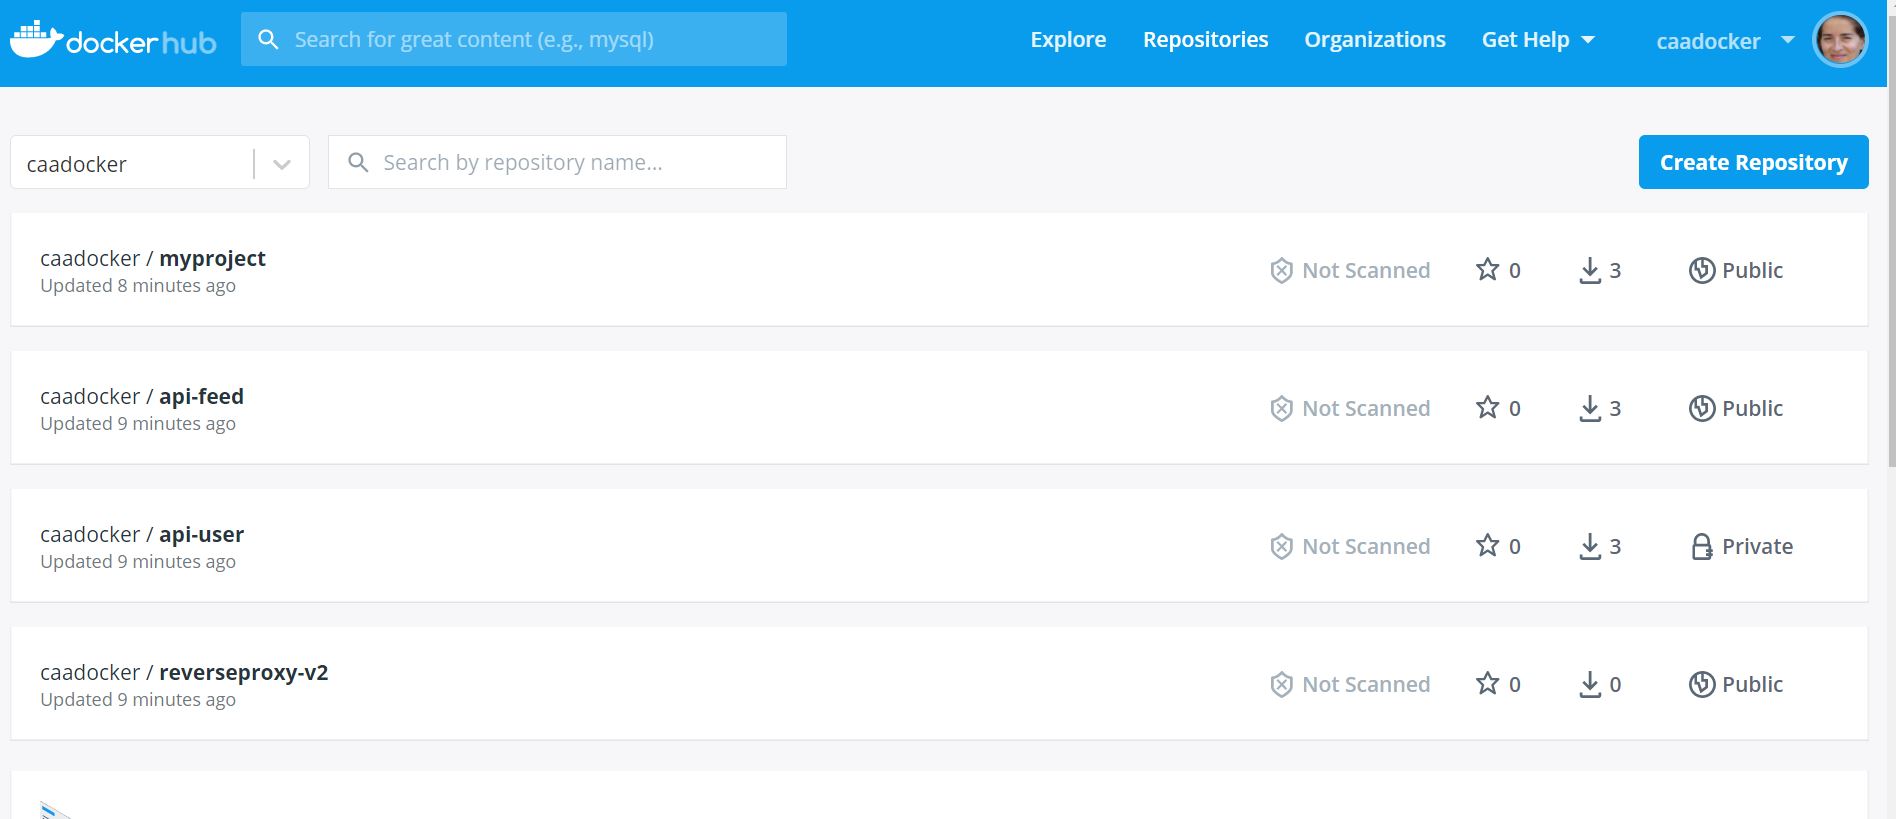 docker hub
Search for great content (e.g., mysql)
Explore
Repositories
Organizations
Get Help
caadocker
caadocker
Search by repository name...
Create Repository
caadocker / myproject
Updated 8 minutes ago
Not Scanned
0
3
Public
caadocker / api-feed
Updated 9 minutes ago
Not Scanned
0
3
Public
caadocker / api-user
Updated 9 minutes ago
Not Scanned
0
3
Private
caadocker / reverseproxy-v2
Updated 9 minutes ago
Not Scanned
0
0
Public